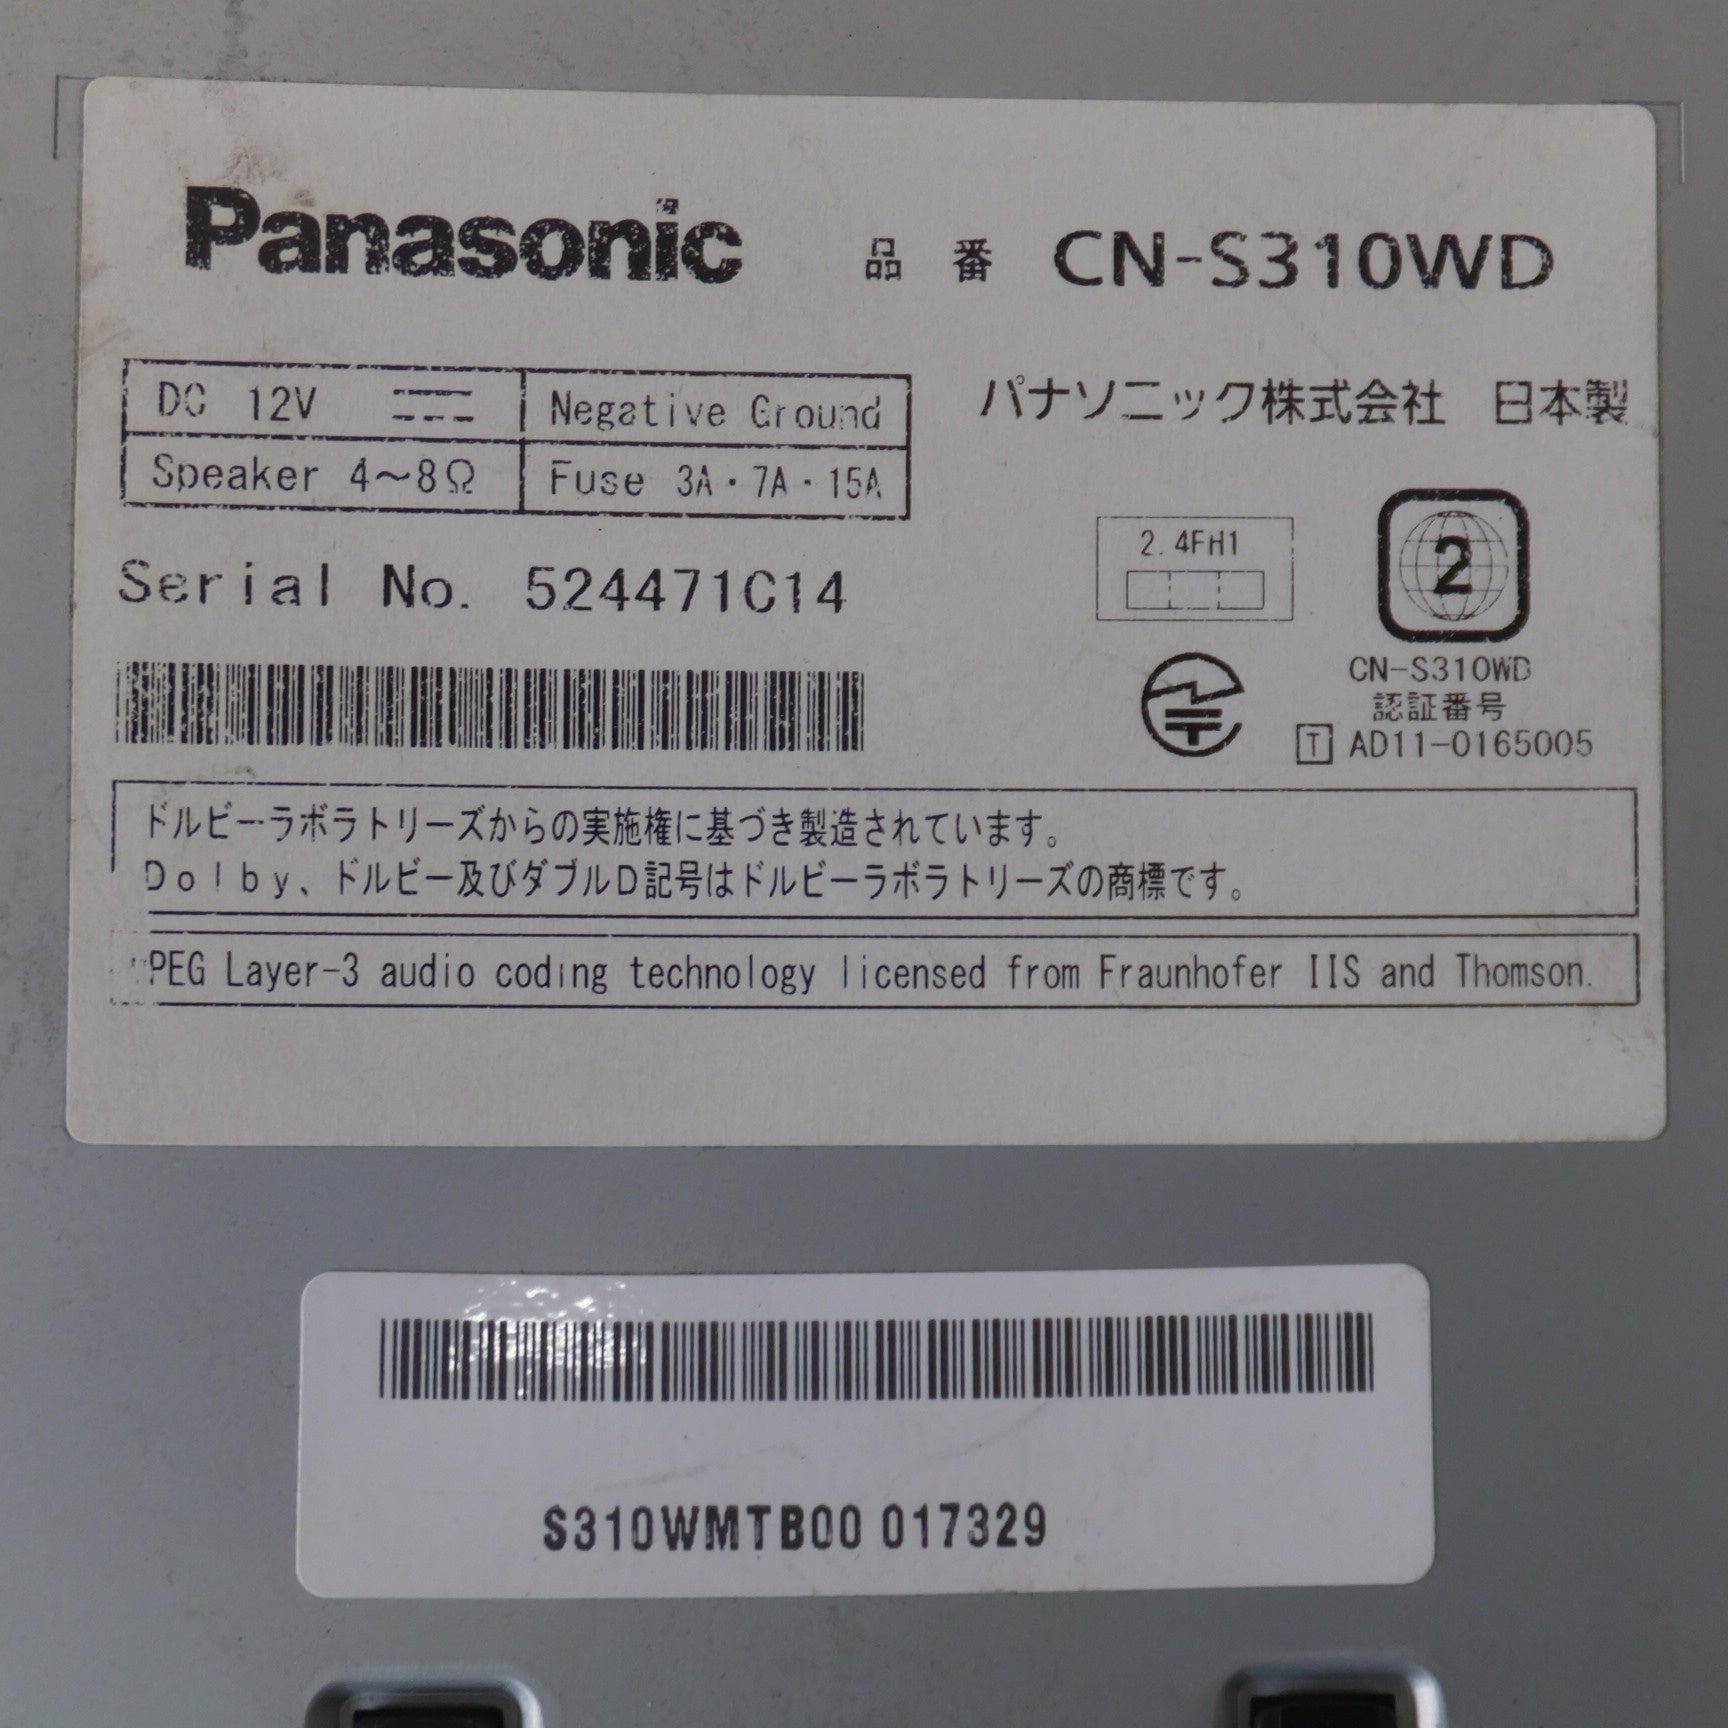 Panasonic 品番 CN-S310WD
DC 12V Negative Ground
Speaker 4～8Ω Fuse 3A・7A・15A
パナソニック株式会社 日本製
Serial No. 524471C14
2.4FH1
2
CN-S310WD
認証番号
T AD11-0165005
ドルビーラボラトリーズからの実施権に基づき製造されています。
Dolby、ドルビー及びダブルD記号はドルビーラボラトリーズの商標です。
PEG Layer-3 audio coding technology licensed from Fraunhofer IIS and Thomson.
S310WMTB00 017329